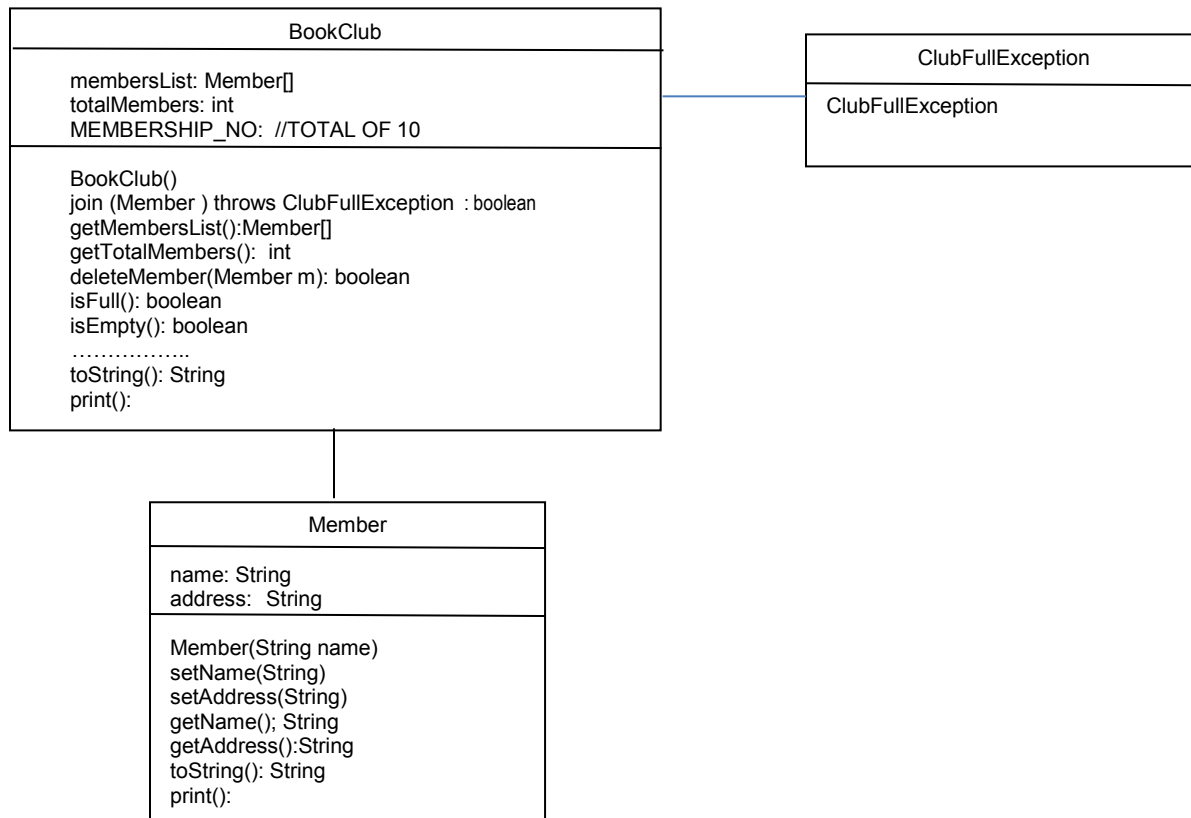 BookClub
membersList: Member[]
totalMembers: int
MEMBERSHIP_NO:  //TOTAL OF 10
BookClub()
join (Member ) throws ClubFullException  : boolean
getMembersList():Member[]
getTotalMembers():  int
deleteMember(Member m): boolean
isFull(): boolean
isEmpty(): boolean
……………..
toString(): String
print():
ClubFullException
ClubFullException
Member
name: String
address:  String
Member(String name)
setName(String)
setAddress(String)
getName(); String
getAddress():String
toString(): String
print():